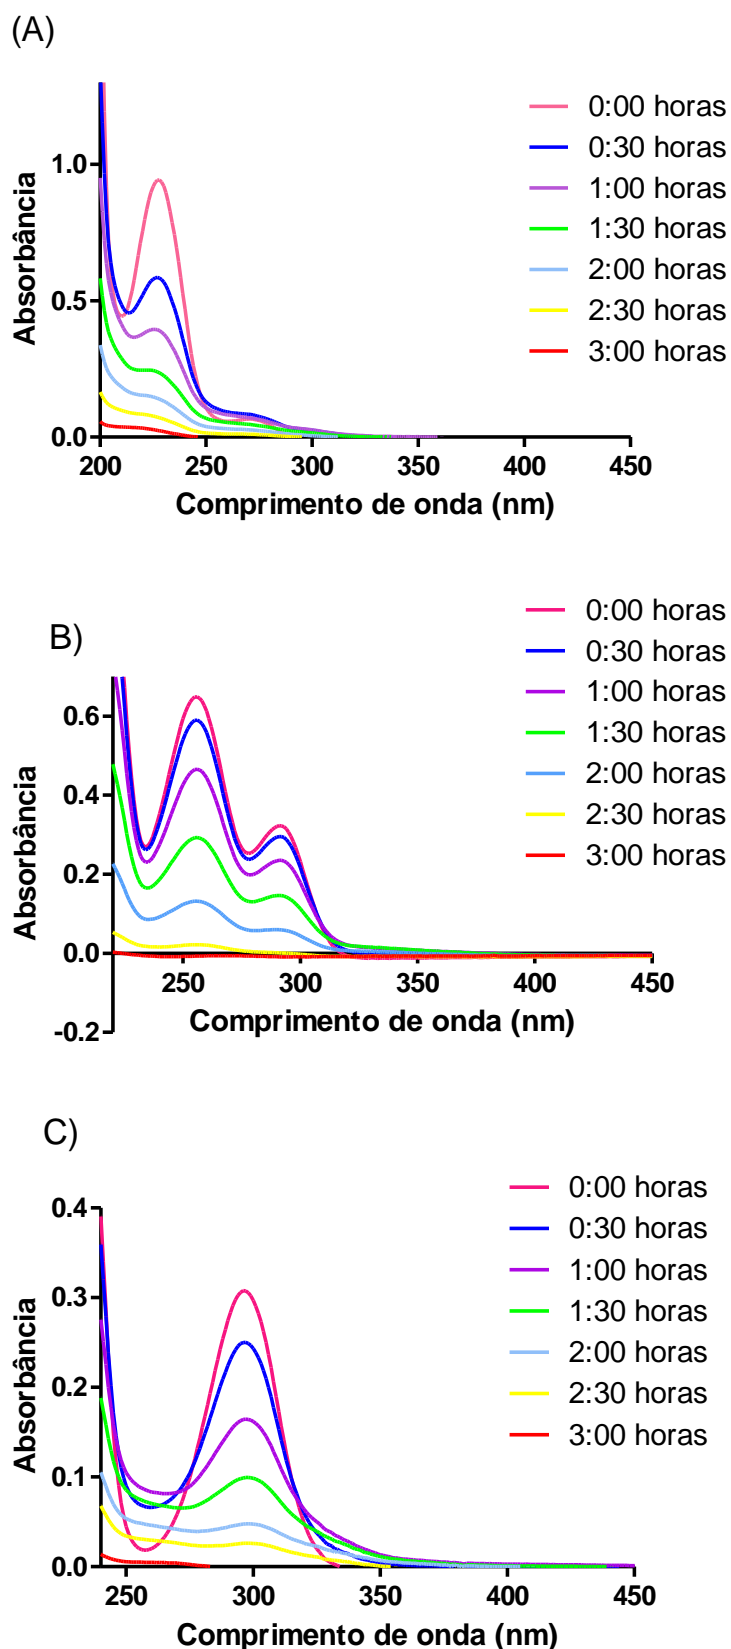 (A)
0:00 horas
0:30 horas
1:00 horas
1:30 horas
2:00 horas
2:30 horas
3:00 horas
Absorbância
1.0
0.5
0.0
200 250 300 350 400 450
Comprimento de onda (nm)
B)
0:00 horas
0:30 horas
1:00 horas
1:30 horas
2:00 horas
2:30 horas
3:00 horas
Absorbância
0.6
0.4
0.2
0.0
-0.2
250 300 350 400 450
Comprimento de onda (nm)
C)
0:00 horas
0:30 horas
1:00 horas
1:30 horas
2:00 horas
2:30 horas
3:00 horas
Absorbância
0.4
0.3
0.2
0.1
0.0
250 300 350 400 450
Comprimento de onda (nm)